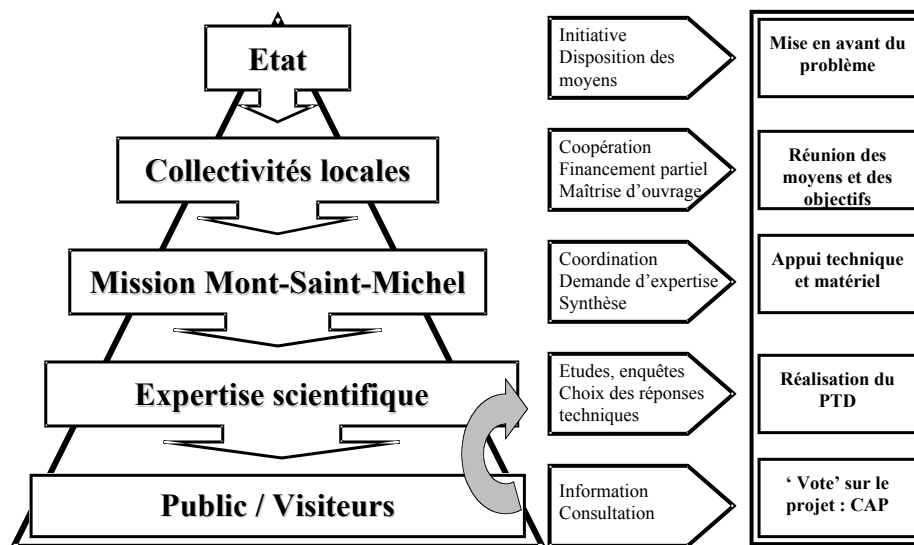 Etat
Initiative
Disposition des
moyens
Mise en avant du
problème
Collectivités locales
Coopération
Financement partiel
Maîtrise d'ouvrage
Réunion des
moyens et des
objectifs
Mission Mont-Saint-Michel
Coordination
Demande d'expertise
Synthèse
Appui technique
et matériel
Expertise scientifique
Etudes, enquêtes
Choix des réponses
techniques
Réalisation du
PTD
Public / Visiteurs
Information
Consultation
‘ Vote’ sur le
projet : CAP